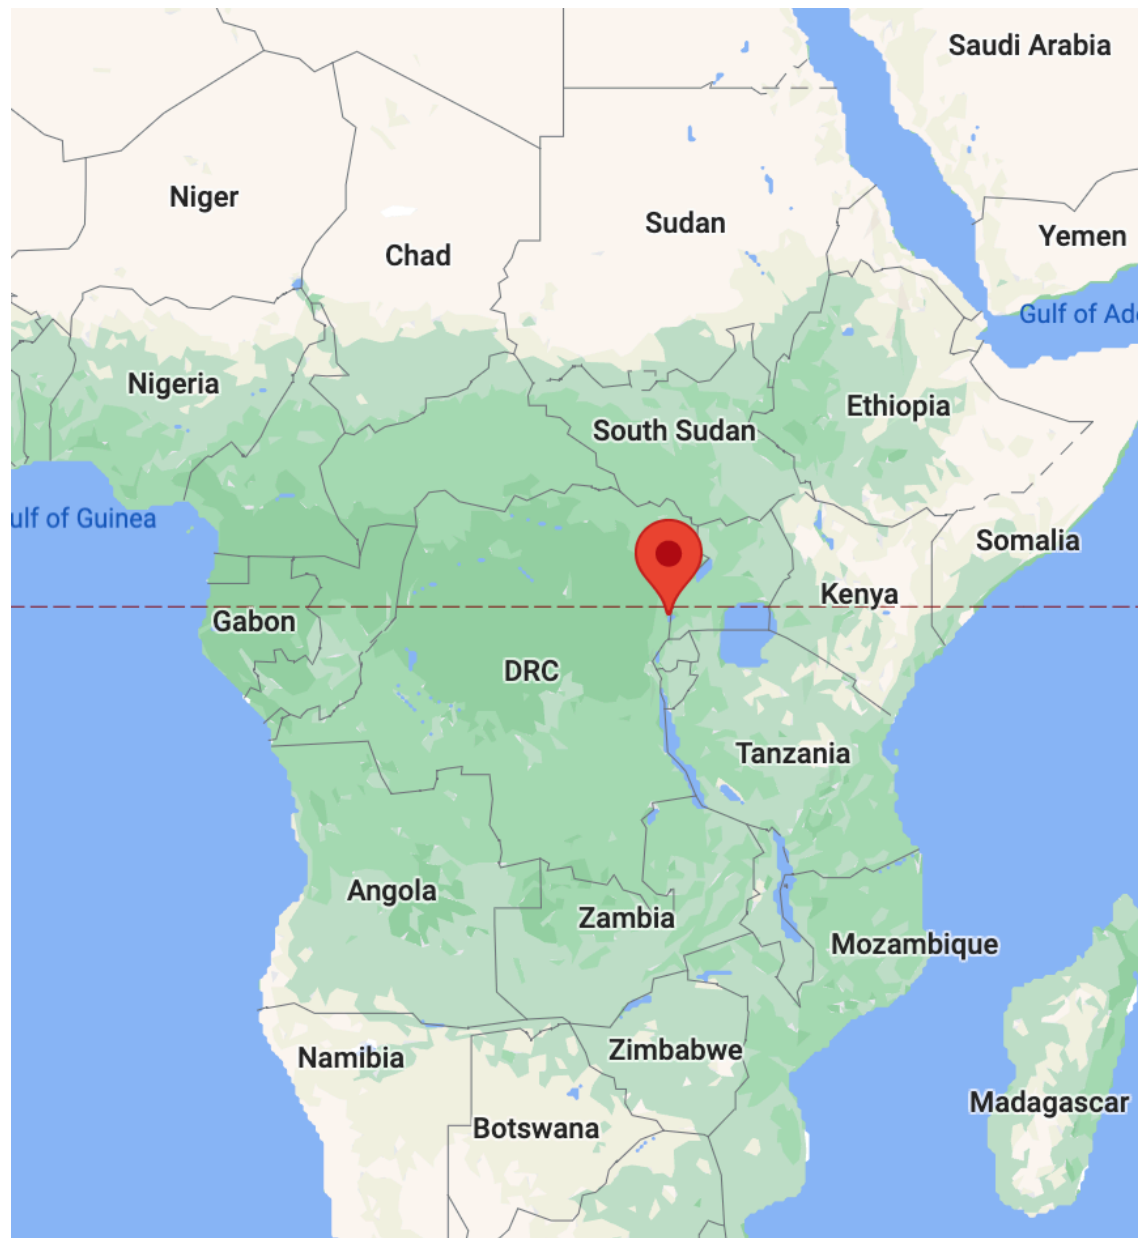 Saudi Arabia
Niger
Sudan
Yemen
Chad
Gulf of Ade
Nigeria
Ethiopia
South Sudan
ulf of Guinea
Somalia
Kenya
Gabon
DRC
Tanzania
Angola
Zambia
Mozambique
Zimbabwe
Namibia
Madagascar
Botswana